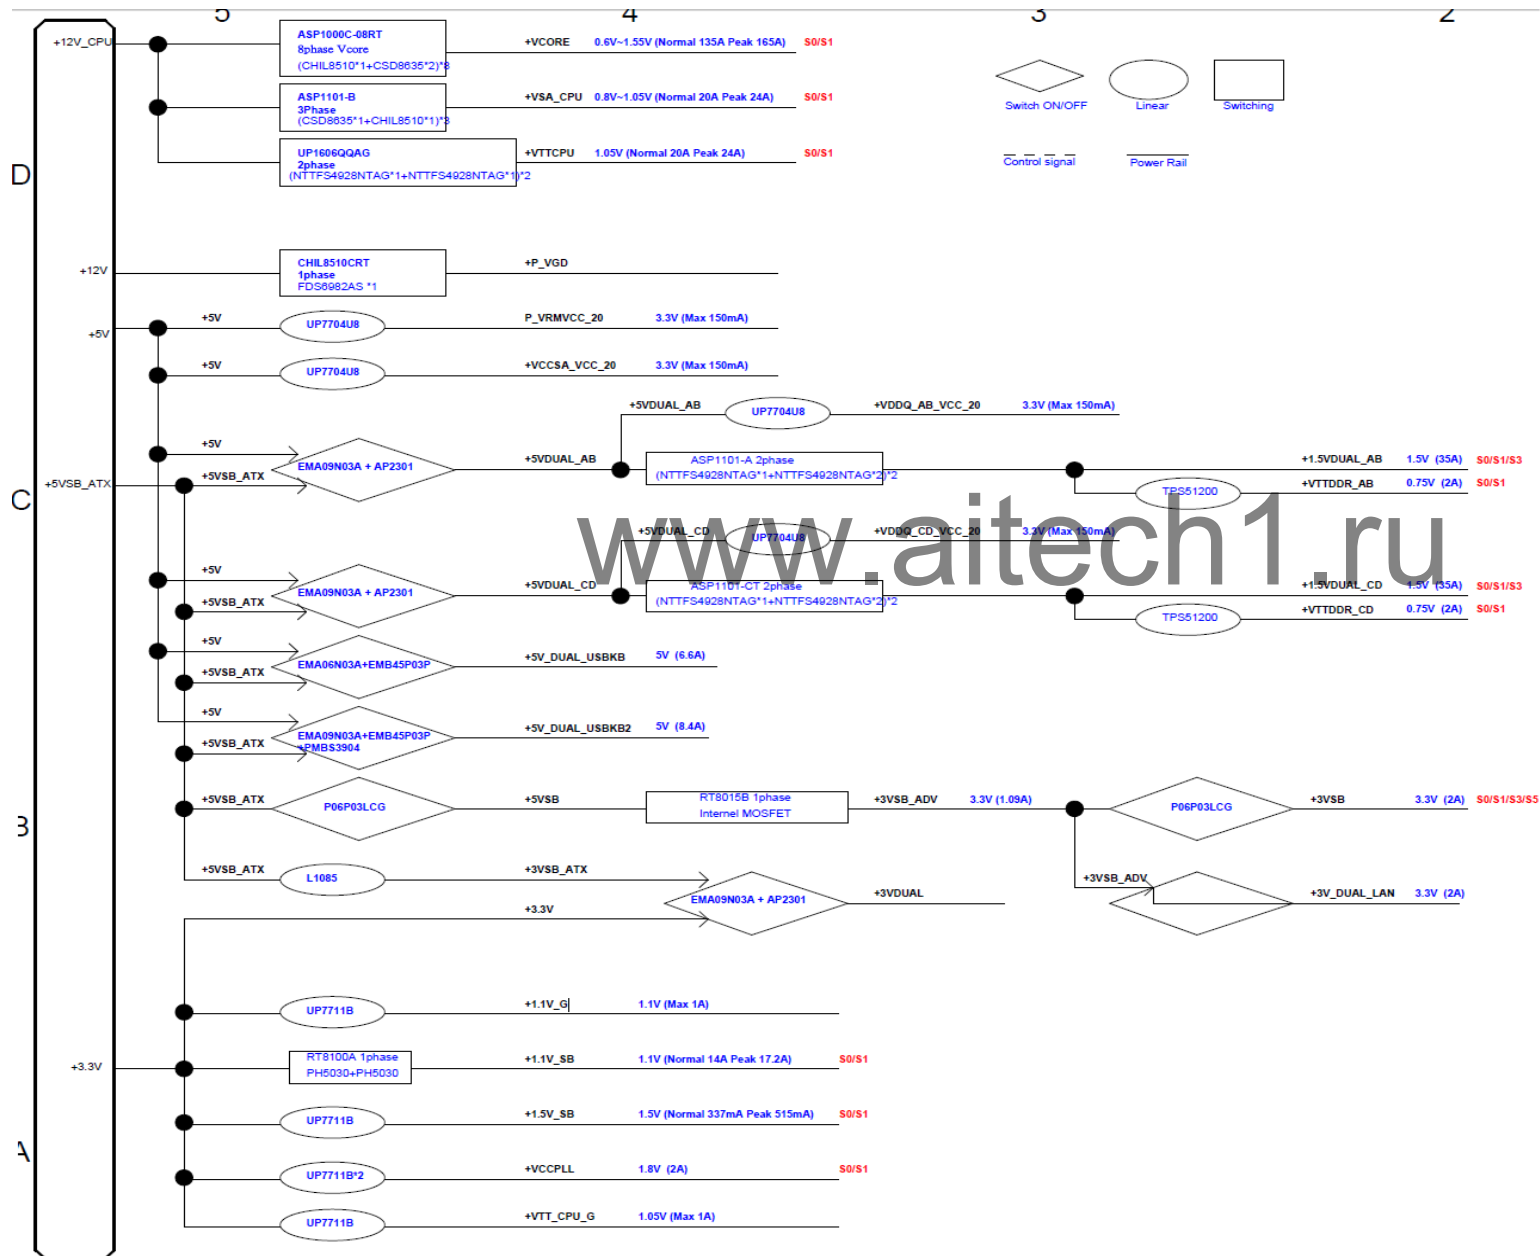 5 4 3 2
+12V_CPU
ASP1000C-08RT
8phase Vcore
(CHIL8510*1+CSD8635*2)*8
+VCORE 0.6V~1.55V (Normal 135A Peak 165A) S0/S1
Switch ON/OFF Linear Switching
ASP1101-B
3Phase
(CSD8635*1+CHIL8510*1)*3
+VSA_CPU 0.8V~1.05V (Normal 20A Peak 24A) S0/S1
UP1606QQAG
2phase
(NTTFS4928NTAG*1+NTTFS4928NTAG*1)*2
+VTTCPU 1.05V (Normal 20A Peak 24A) S0/S1
Control signal Power Rail
D
+12V
CHIL8510CRT
1phase
FDS6982AS *1
+P_VGD
+5V
+5V UP7704U8 P_VRMVCC_20 3.3V (Max 150mA)
+5V UP7704U8 +VCCSA_VCC_20 3.3V (Max 150mA)
+5VDUAL_AB UP7704U8 +VDDQ_AB_VCC_20 3.3V (Max 150mA)
+5V
+5VSB_ATX
EMA09N03A + AP2301
+5VDUAL_AB
ASP1101-A 2phase
(NTTFS4928NTAG*1+NTTFS4928NTAG*2)*2
+1.5VDUAL_AB 1.5V (35A) S0/S1/S3
+5VSB_ATX
TPS51200 +VTTDDR_AB 0.75V (2A) S0/S1
C
www.aitech1.ru
+5VDUAL_CD UP7704U8 +VDDQ_CD_VCC_20 3.3V (Max 150mA)
+5V
+5VSB_ATX
EMA09N03A + AP2301
+5VDUAL_CD
ASP1101-CT 2phase
(NTTFS4928NTAG*1+NTTFS4928NTAG*2)*2
+1.5VDUAL_CD 1.5V (35A) S0/S1/S3
TPS51200 +VTTDDR_CD 0.75V (2A) S0/S1
+5V
+5VSB_ATX
EMA06N03A+EMB45P03P
+5V_DUAL_USBKB 5V (6.6A)
+5V
+5VSB_ATX
EMA09N03A+EMB45P03P
+PMBS3904
+5V_DUAL_USBKB2 5V (8.4A)
B
+5VSB_ATX P06P03LCG +5VSB
RT8015B 1phase
Internel MOSFET
+3VSB_ADV 3.3V (1.09A)
P06P03LCG +3VSB 3.3V (2A) S0/S1/S3/S5
+5VSB_ATX L1085 +3VSB_ATX
+3.3V
EMA09N03A + AP2301 +3VDUAL
+3VSB_ADV
+3V_DUAL_LAN 3.3V (2A)
UP7711B +1.1V_G 1.1V (Max 1A)
+3.3V
RT8100A 1phase
PH5030+PH5030
+1.1V_SB 1.1V (Normal 14A Peak 17.2A) S0/S1
UP7711B +1.5V_SB 1.5V (Normal 337mA Peak 515mA) S0/S1
A
UP7711B*2 +VCCPLL 1.8V (2A) S0/S1
UP7711B +VTT_CPU_G 1.05V (Max 1A)